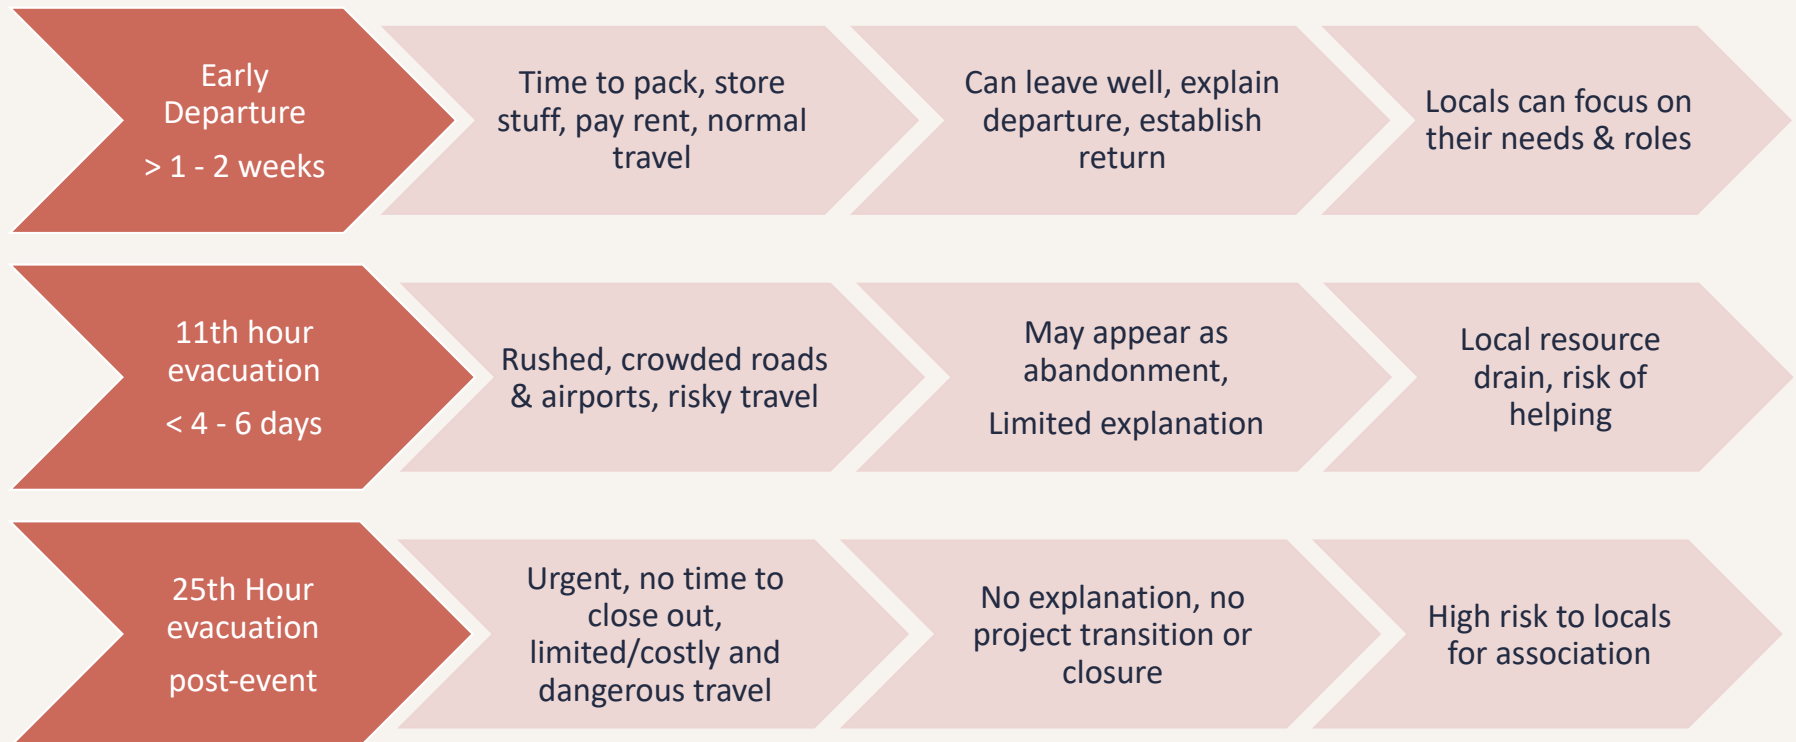 Early
Departure
> 1 - 2 weeks
Time to pack, store
stuff, pay rent, normal
travel
Can leave well, explain
departure, establish
return
Locals can focus on
their needs & roles
11th hour
evacuation
< 4 - 6 days
Rushed, crowded roads
& airports, risky travel
May appear as
abandonment,
Limited explanation
Local resource
drain, risk of
helping
25th Hour
evacuation
post-event
Urgent, no time to
close out,
limited/costly and
dangerous travel
No explanation, no
project transition or
closure
High risk to locals
for association